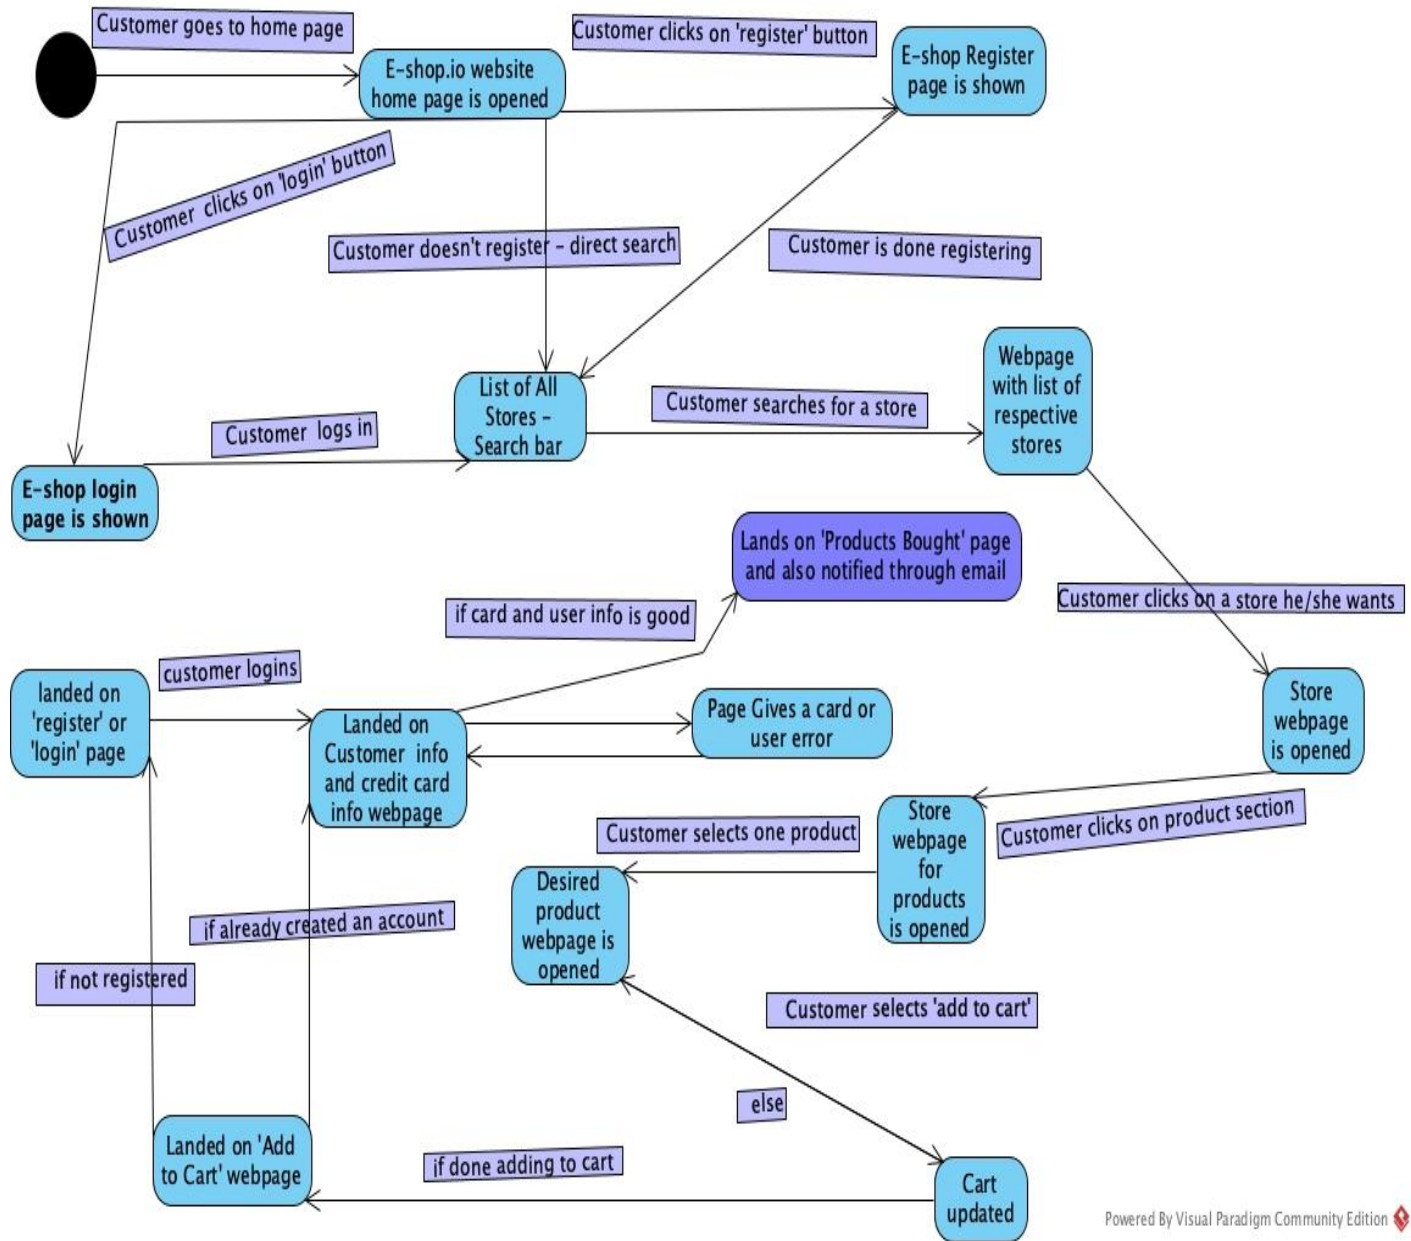 Customer goes to home page
Customer clicks on 'register' button
E-shop.io website
home page is opened
E-shop Register
page is shown
Customer clicks on 'login' button
Customer doesn't register - direct search
Customer is done registering
List of All
Stores -
Search bar
Customer searches for a store
Webpage
with list of
respective
stores
Customer logs in
E-shop login
page is shown
Lands on 'Products Bought' page
and also notified through email
Customer clicks on a store he/she wants
if card and user info is good
customer logins
landed on
'register' or
'login' page
Landed on
Customer info
and credit card
info webpage
Page Gives a card or
user error
Store
webpage
is opened
Customer clicks on product section
Store
webpage
for
products
is opened
Customer selects one product
Desired
product
webpage is
opened
if already created an account
if not registered
Customer selects 'add to cart'
else
if done adding to cart
Landed on 'Add
to Cart' webpage
Cart
updated
Powered By Visual Paradigm Community Edition